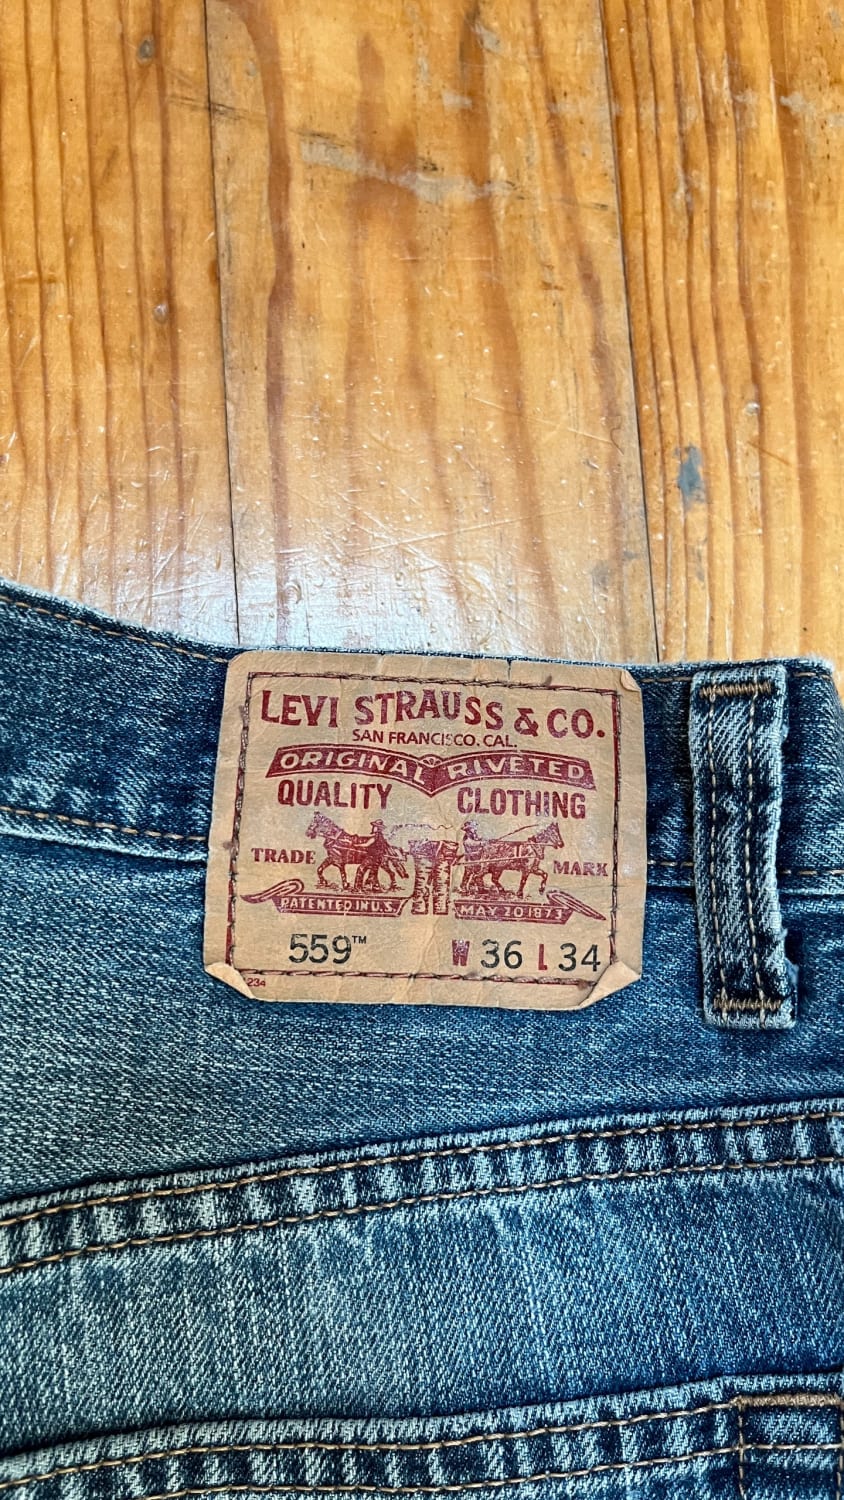 LEVI STRAUSS & CO.
SAN FRANCISCO. CAL.
ORIGINAL RIVETED
QUALITY CLOTHING
TRADE MARK
PATENTED IN U.S. MAY 20 1873
559™ W 36 L 34
234